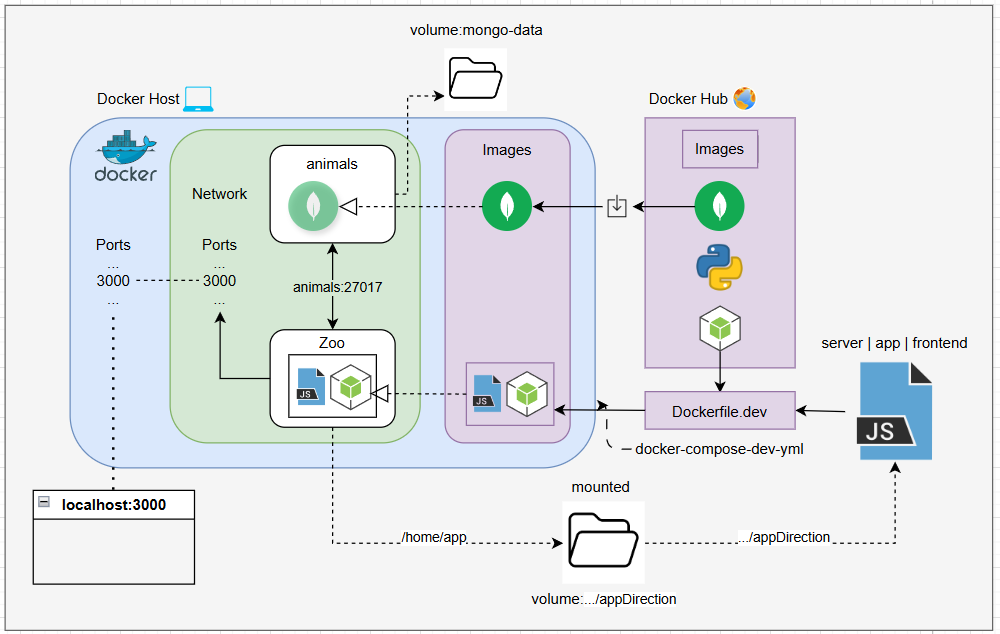 volume:mongo-data
Docker Host
Docker Hub
docker
animals
Images
Images
Network
Ports
Ports
...
...
3000
3000
...
...
animals:27017
Zoo
JS
JS
server | app | frontend
JS
Dockerfile.dev
docker-compose-dev-yml
mounted
localhost:3000
/home/app
.../appDirection
volume:.../appDirection